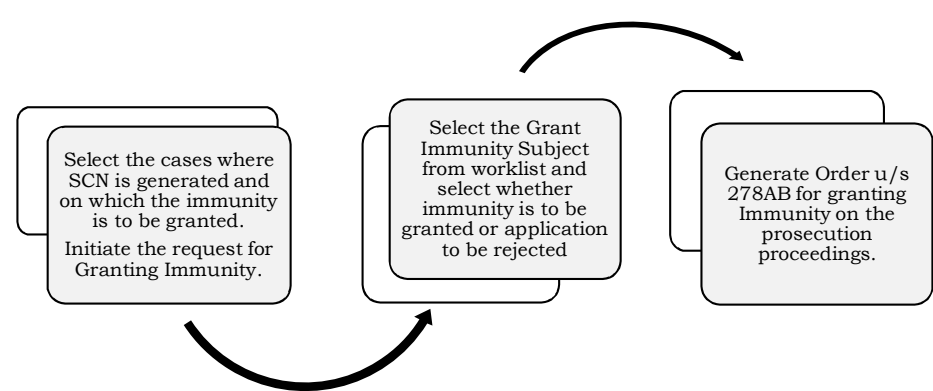 Select the cases where
SCN is generated and
on which the immunity
is to be granted.
Initiate the request for
Granting Immunity.
Select the Grant
Immunity Subject
from worklist and
select whether
immunity is to be
granted or application
to be rejected
Generate Order u/s
278AB for granting
Immunity on the
prosecution
proceedings.